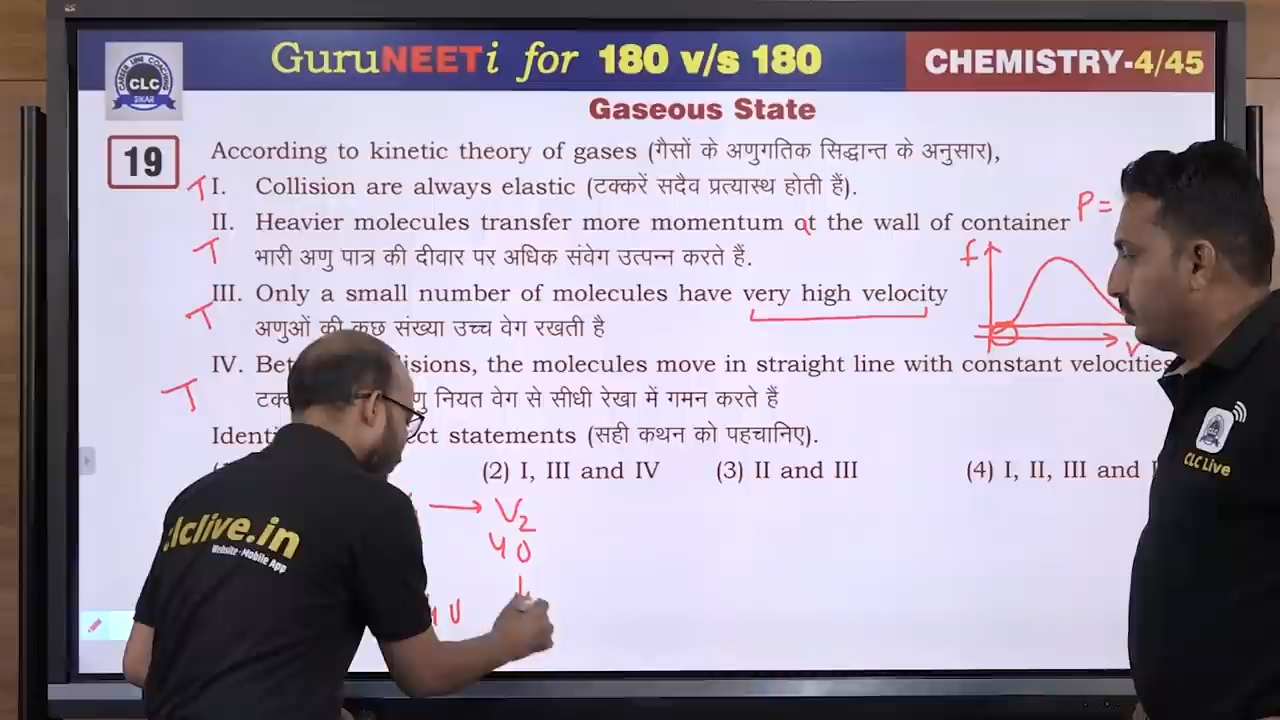 GuruNEETi for 180 v/s 180
CHEMISTRY-4/45
CLC
SIKAR
Gaseous State
19
According to kinetic theory of gases (गैसों के अणुगतिक सिद्धान्त के अनुसार),
T I. Collision are always elastic (टक्करें सदैव प्रत्यास्थ होती हैं).
II. Heavier molecules transfer more momentum at the wall of container
T भारी अणु पात्र की दीवार पर अधिक संवेग उत्पन्न करते हैं.
P=
f
V
III. Only a small number of molecules have very high velocity
T अणुओं की कुछ संख्या उच्च वेग रखती है
IV. the molecules move in straight line with constant velocities
T नियत वेग से सीधी रेखा में गमन करते हैं
statements (सही कथन को पहचानिए).
(2) I, III and IV (3) II and III (4) I, II, III and
→ V2
40
clclive.in
Website-Mobile App
CLC Live